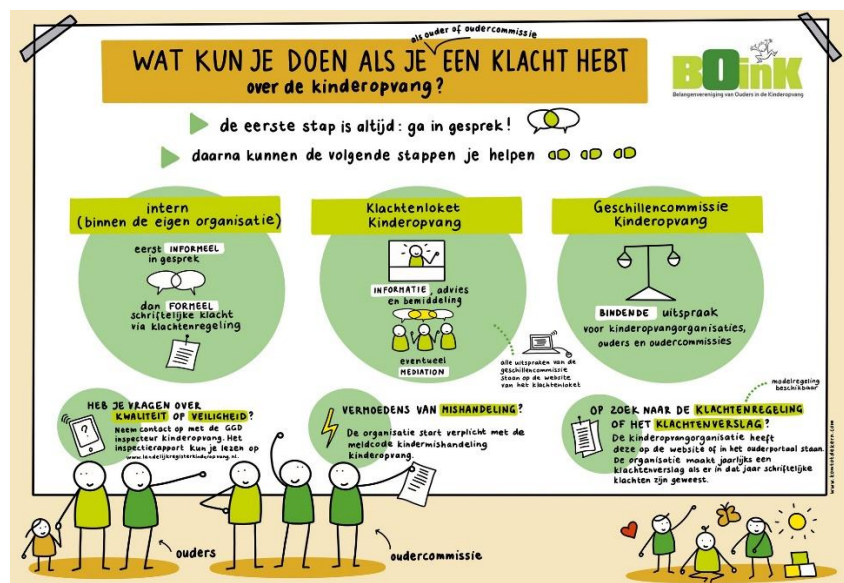 als ouder of oudercommissie
WAT KUN JE DOEN ALS JE EEN KLACHT HEBT
over de kinderopvang?
BOinK
Belangenvereniging van Ouders in de Kinderopvang
de eerste stap is altijd: ga in gesprek!
daarna kunnen de volgende stappen je helpen
intern
(binnen de eigen organisatie)
eerst INFORMEEL
in gesprek
dan FORMEEL
schriftelijke klacht
via klachtenregeling
Klachtenloket
Kinderopvang
INFORMATIE, advies
en bemiddeling
eventueel
MEDIATION
alle uitspraken van de
geschillencommissie
staan op de website
van het klachtenloket
Geschillencommissie
Kinderopvang
BINDENDE uitspraak
voor kinderopvangorganisaties,
ouders en oudercommissies
HEB JE VRAGEN OVER
KWALITEIT OF VEILIGHEID?
Neem contact op met de GGD
inspecteur kinderopvang. Het
inspectierapport kun je lezen op
www.landelijkregisterkinderopvang.nl.
?
VERMOEDENS VAN MISHANDELING?
De organisatie start verplicht met de
meldcode kindermishandeling
kinderopvang.
modelregeling
beschikbaar
OP ZOEK NAAR DE KLACHTENREGELING
OF HET KLACHTENVERSLAG?
De kinderopvangorganisatie heeft
deze op de website of in het ouderportaal staan.
De organisatie maakt jaarlijks een
klachtenverslag als er in dat jaar schriftelijke
klachten zijn geweest.
www.komtotdekern.com
ouders
oudercommissie